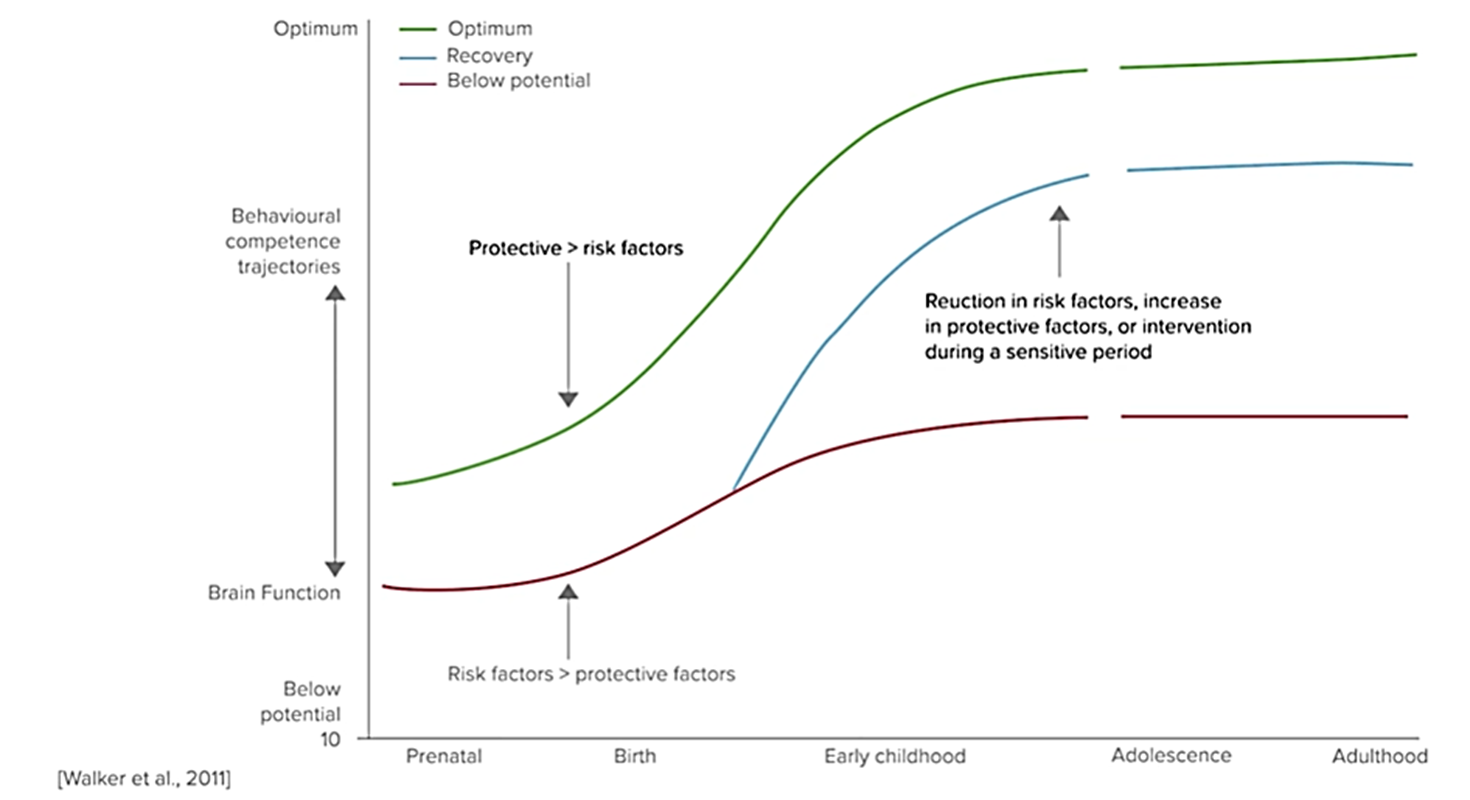 Optimum
Optimum
Recovery
Below potential
Behavioural
competence
trajectories
Protective > risk factors
Reuction in risk factors, increase
in protective factors, or intervention
during a sensitive period
Brain Function
Risk factors > protective factors
Below
potential
10
Prenatal
Birth
Early childhood
Adolescence
Adulthood
[Walker et al., 2011]